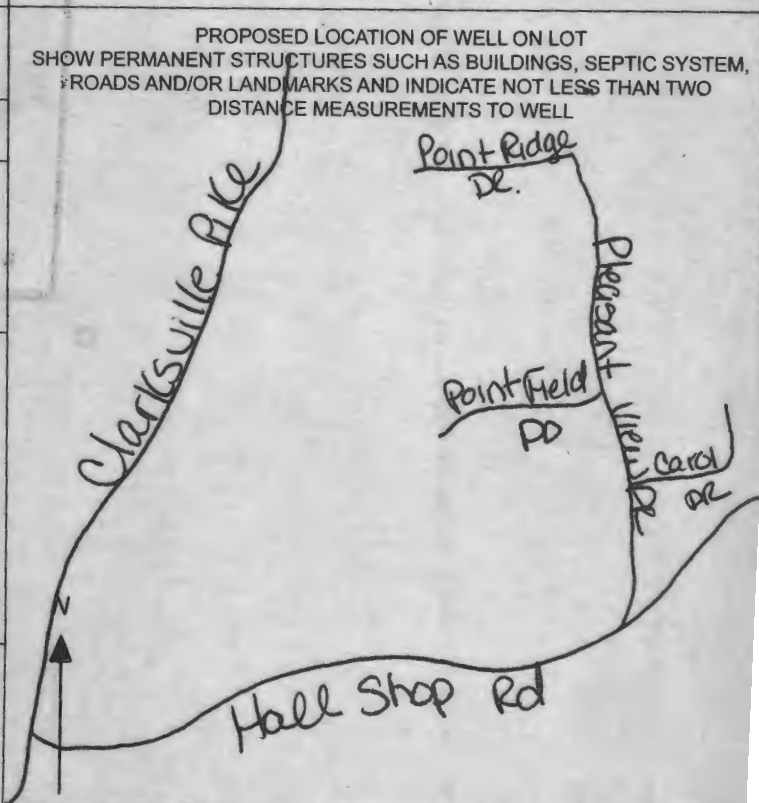 PROPOSED LOCATION OF WELL ON LOT
SHOW PERMANENT STRUCTURES SUCH AS BUILDINGS, SEPTIC SYSTEM,
ROADS AND/OR LANDMARKS AND INDICATE NOT LESS THAN TWO
DISTANCE MEASUREMENTS TO WELL
Point Ridge
DR.
Clarksville Pike
Pleasant View DR
Point Field
DD
Carol
DR
N
Hall Shop Rd